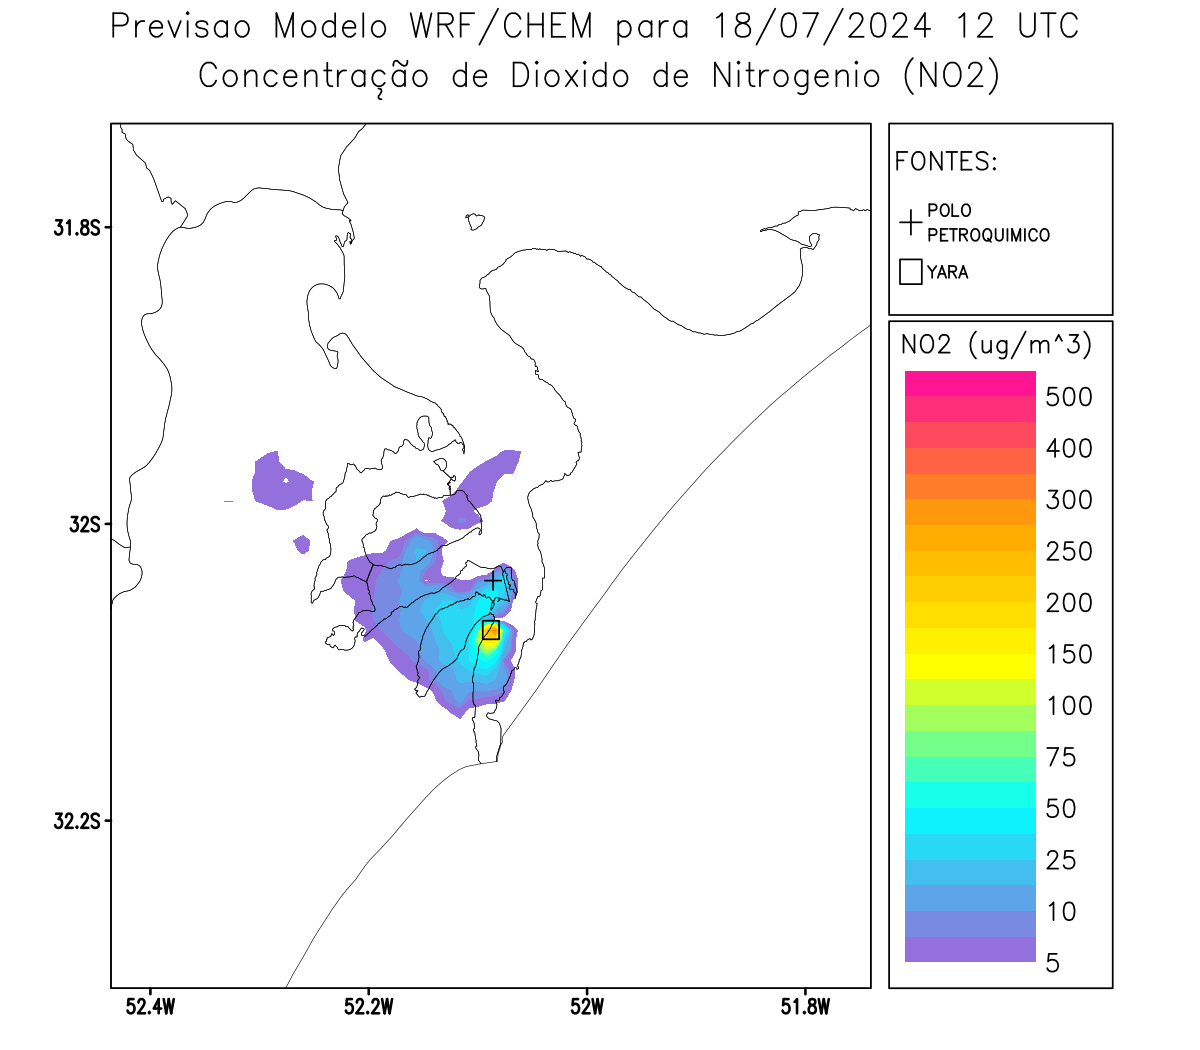 Previsao Modelo WRF/CHEM para 18/07/2024 12 UTC
Concentração de Dioxido de Nitrogenio (NO2)
FONTES:
POLO
PETROQUIMICO
YARA
NO2 (ug/m^3)
500
400
300
250
200
150
100
75
50
25
10
5
31.8S
32S
32.2S
52.4W
52.2W
52W
51.8W